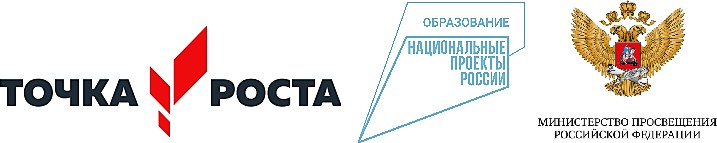 ТОЧКА РОСТА
ОБРАЗОВАНИЕ
НАЦИОНАЛЬНЫЕ
ПРОЕКТЫ
РОССИИ
МИНИСТЕРСТВО ПРОСВЕЩЕНИЯ
РОССИЙСКОЙ ФЕДЕРАЦИИ